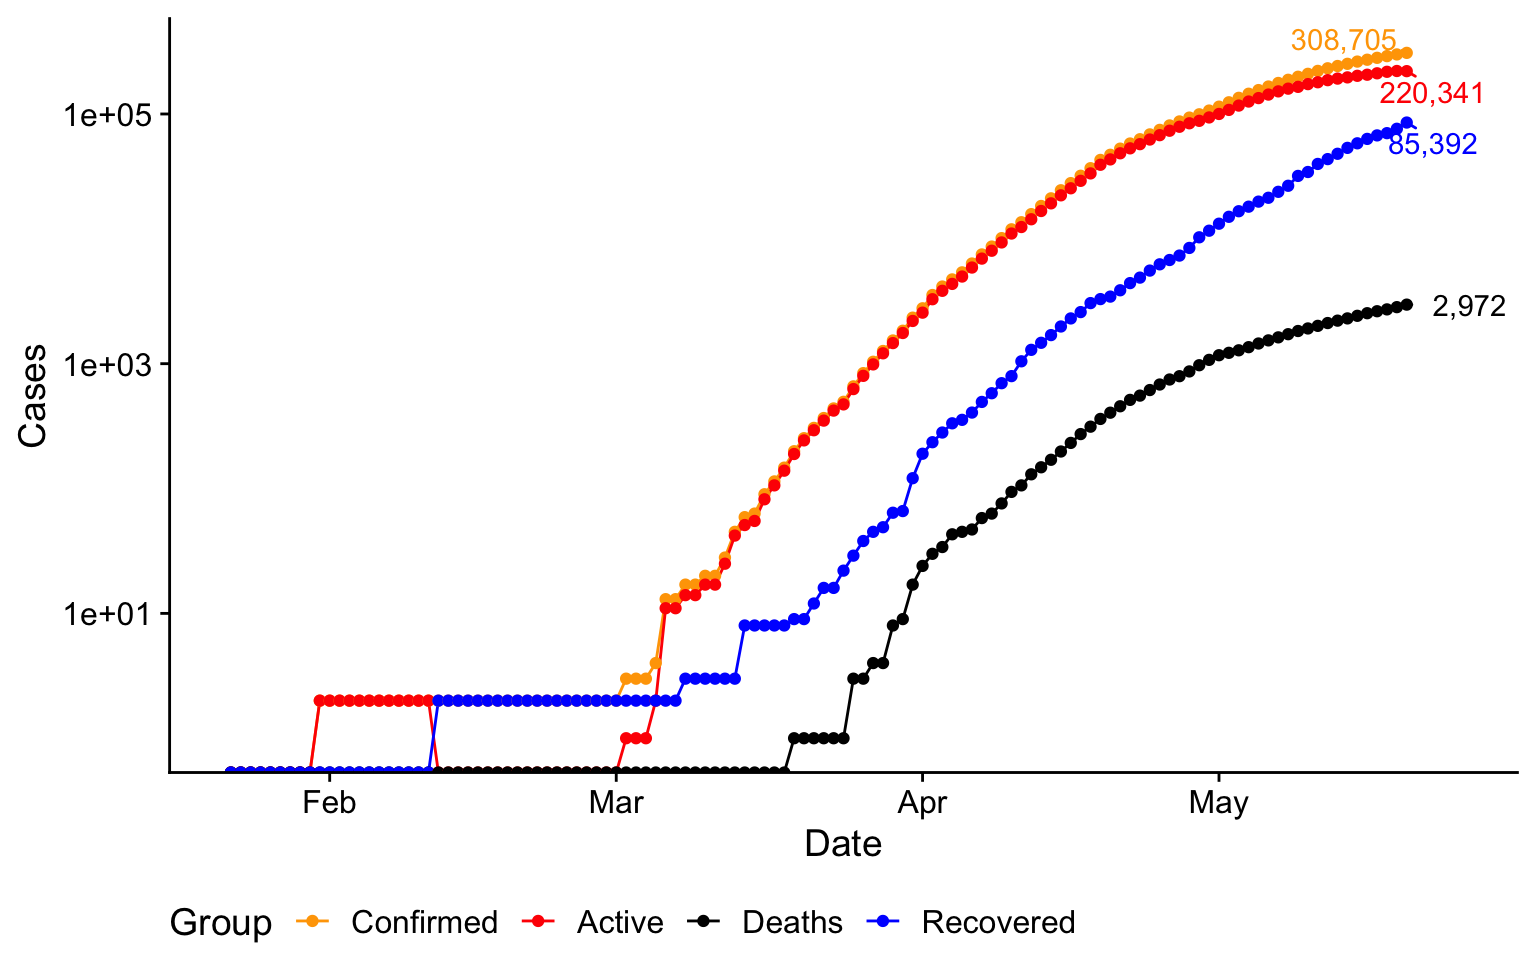 308,705
220,341
85,392
2,972
1e+05
1e+03
1e+01
Cases
Feb Mar Apr May
Date
Group Confirmed Active Deaths Recovered